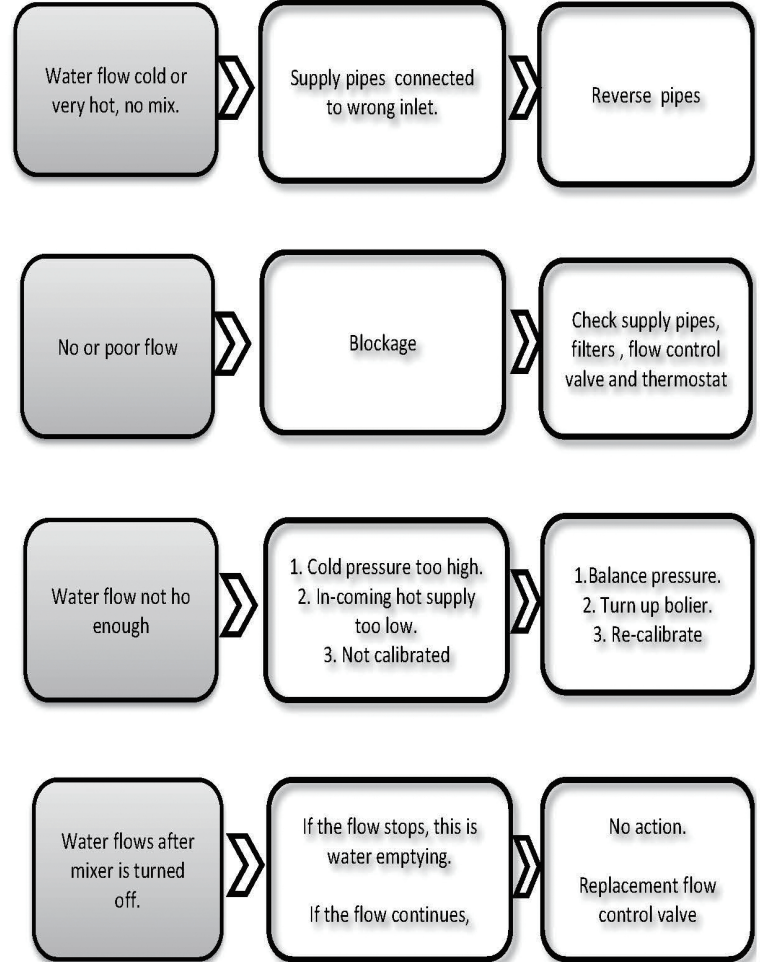 Water flow cold or
very hot, no mix.
Supply pipes connected
to wrong inlet.
Reverse pipes
No or poor flow
Blockage
Check supply pipes,
filters , flow control
valve and thermostat
Water flow not ho
enough
1. Cold pressure too high.
2. In-coming hot supply
too low.
3. Not calibrated
1.Balance pressure.
2. Turn up bolier.
3. Re-calibrate
Water flows after
mixer is turned
off.
If the flow stops, this is
water emptying.
If the flow continues,
No action.
Replacement flow
control valve